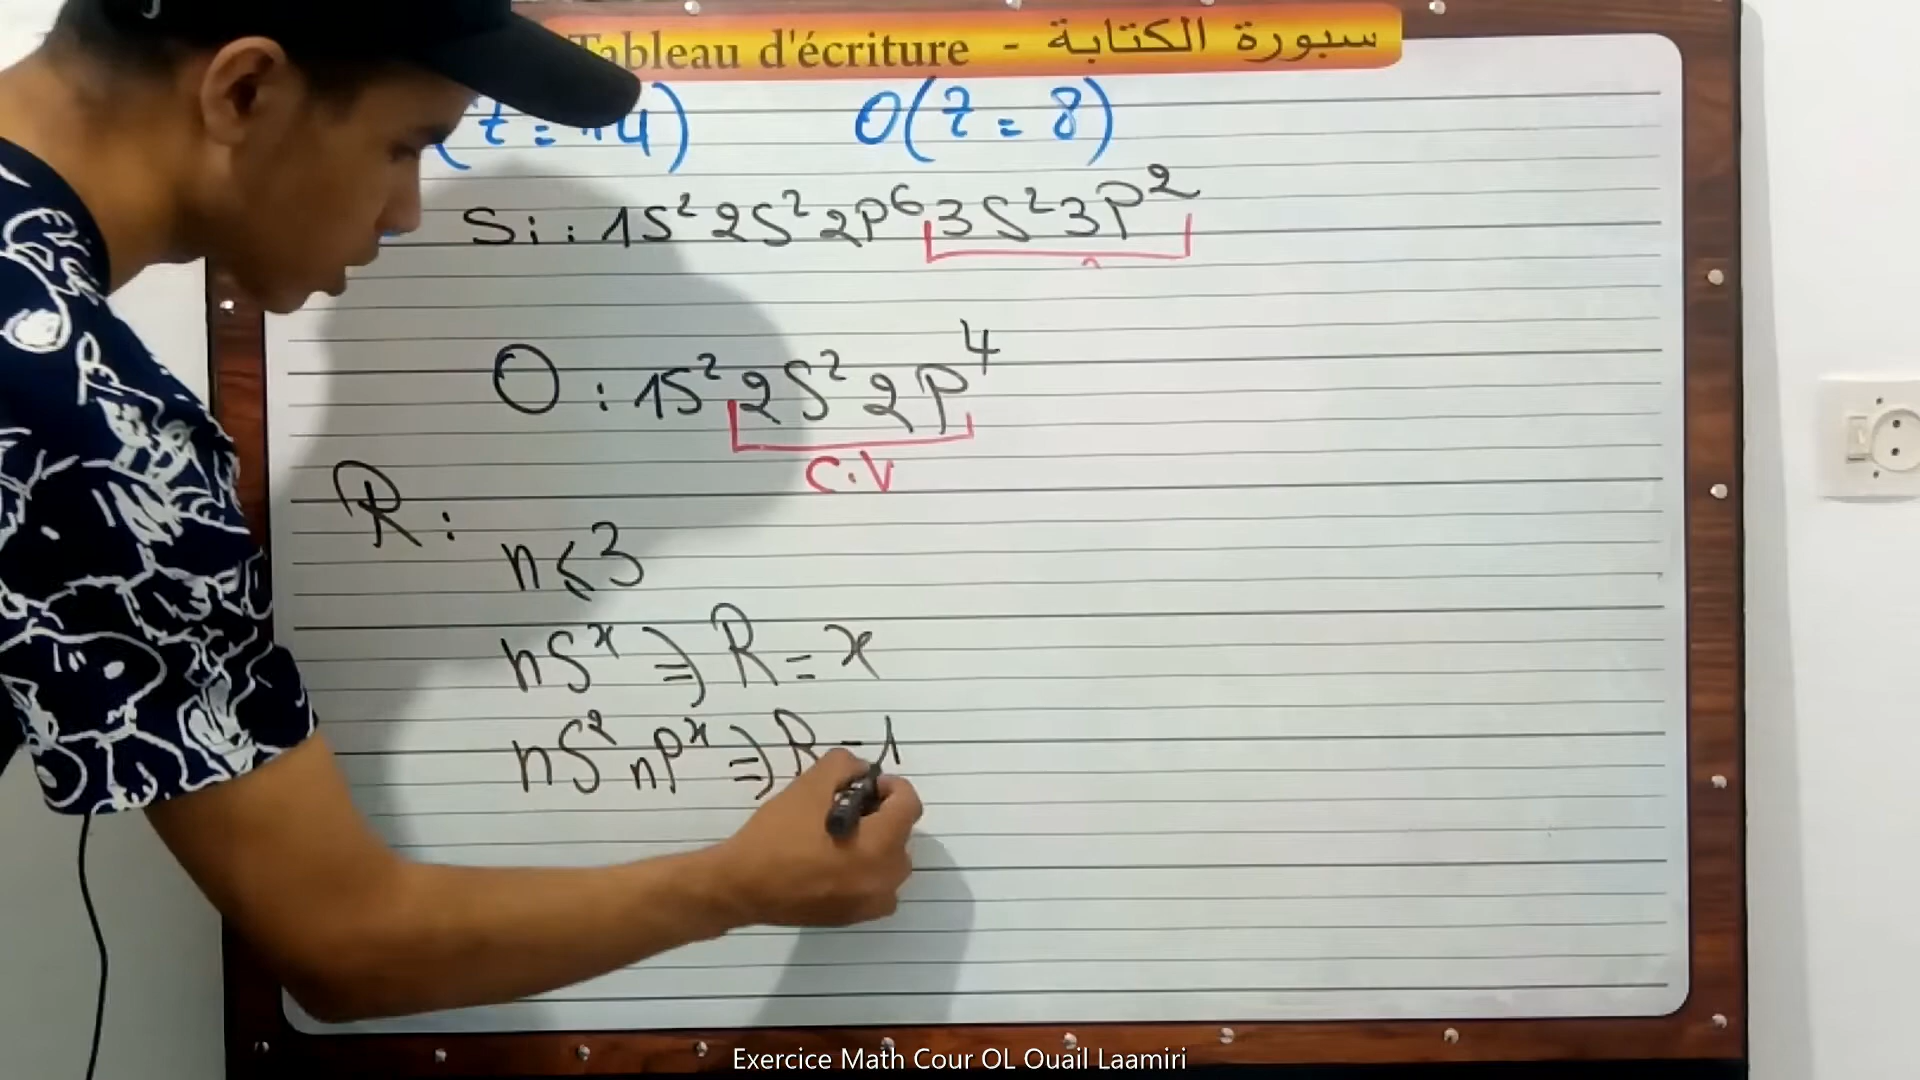 Tableau d'écriture - سبورة الكتابة
(Z = 14) O(Z = 8)
Si : 1S² 2S² 2P⁶ 3S² 3P²
O : 1S² 2S² 2P⁴
C.V
R :
n ≤ 3
nSˣ ⇒ R = x
nS² nPˣ ⇒ R = 1
Exercice Math Cour OL Ouail Laamiri